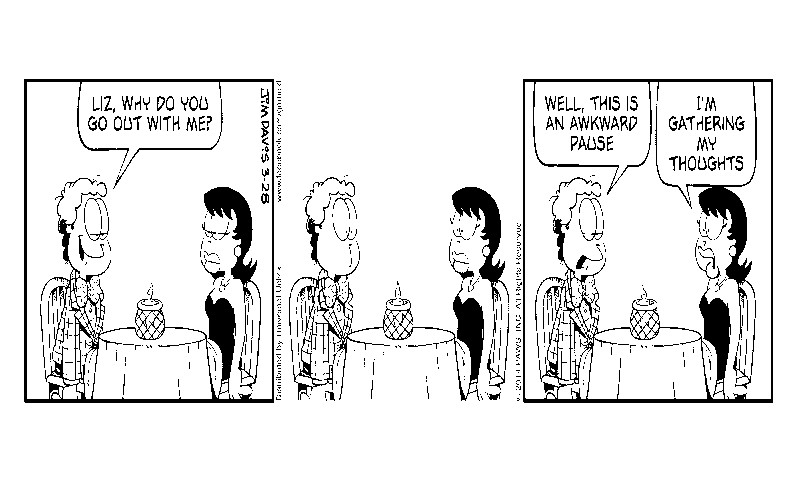 LIZ, WHY DO YOU
GO OUT WITH ME?
JIM DAVIS 3-28
WELL, THIS IS
AN AWKWARD
PAUSE
I'M
GATHERING
MY
THOUGHTS